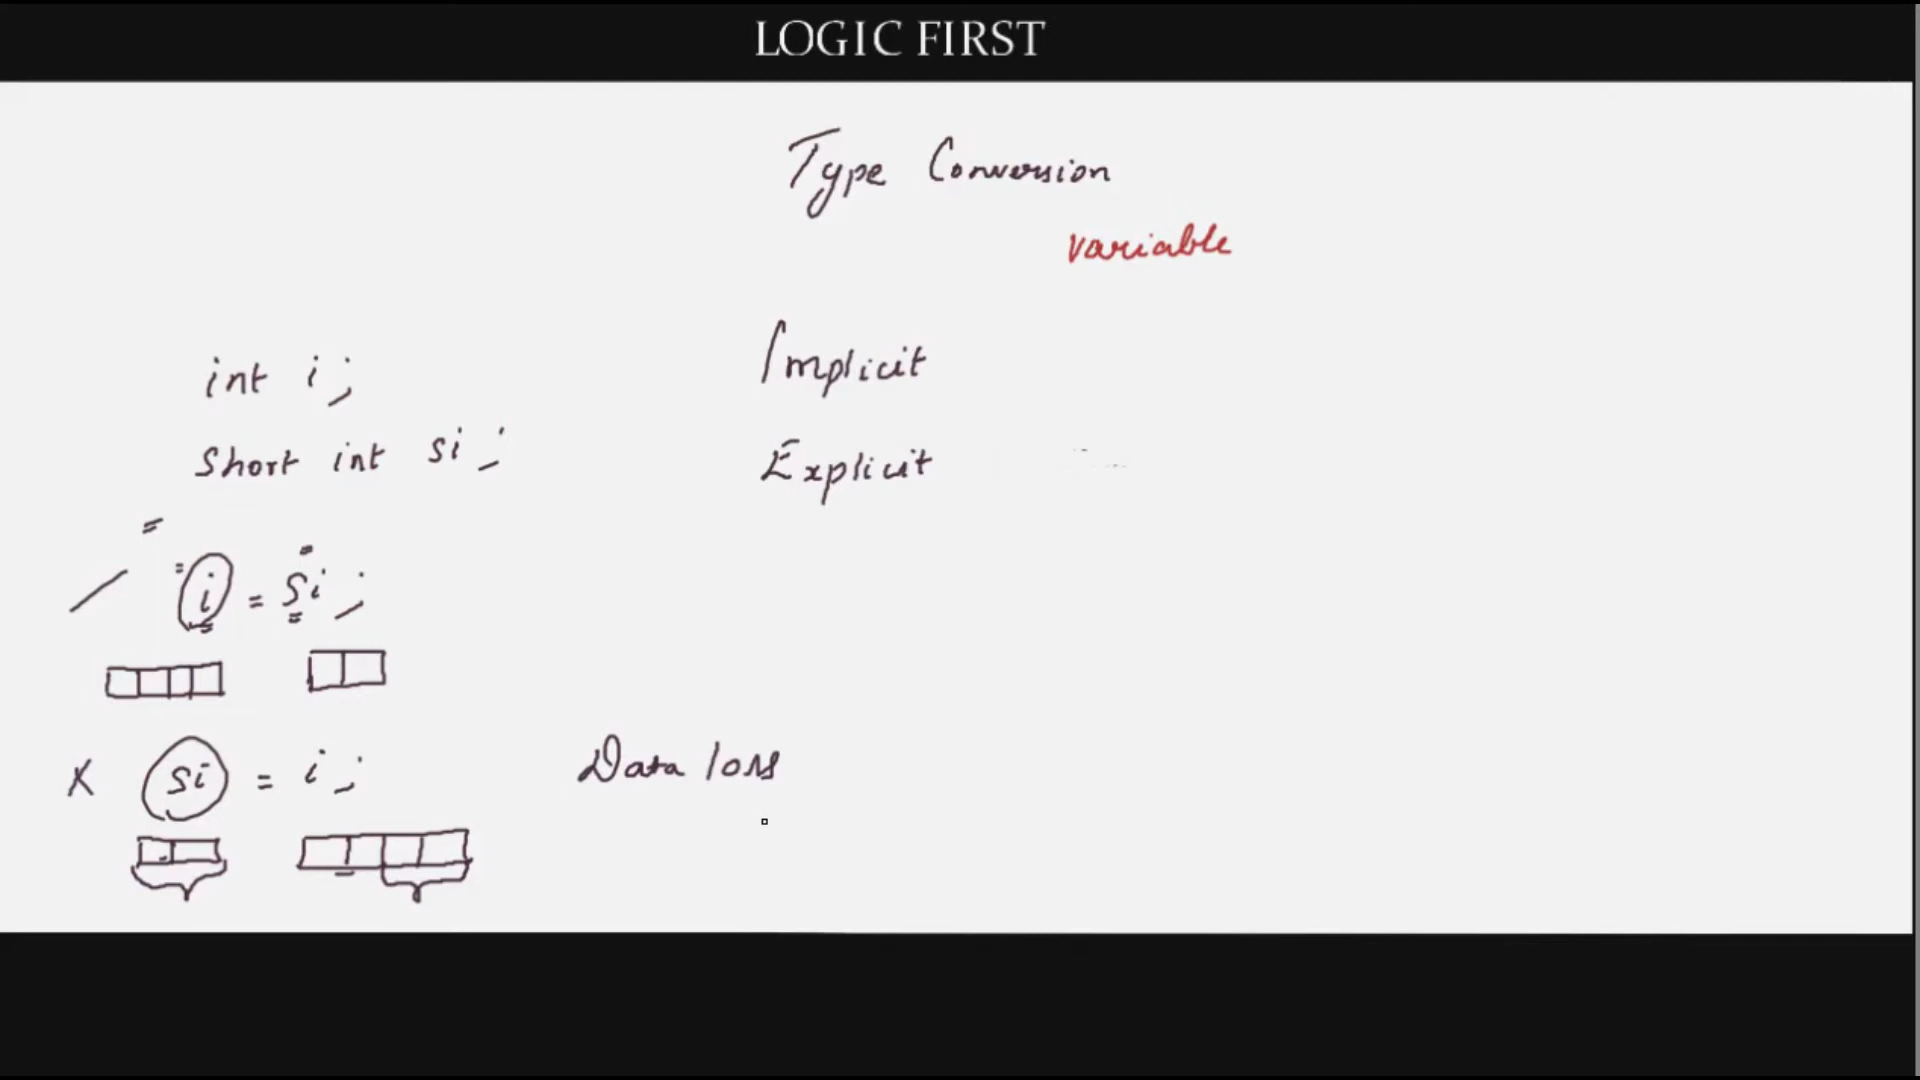 LOGIC FIRST
Type Conversion
variable
int i;
Implicit
Short int si;
Explicit
i = si;
X si = i;
Data loss